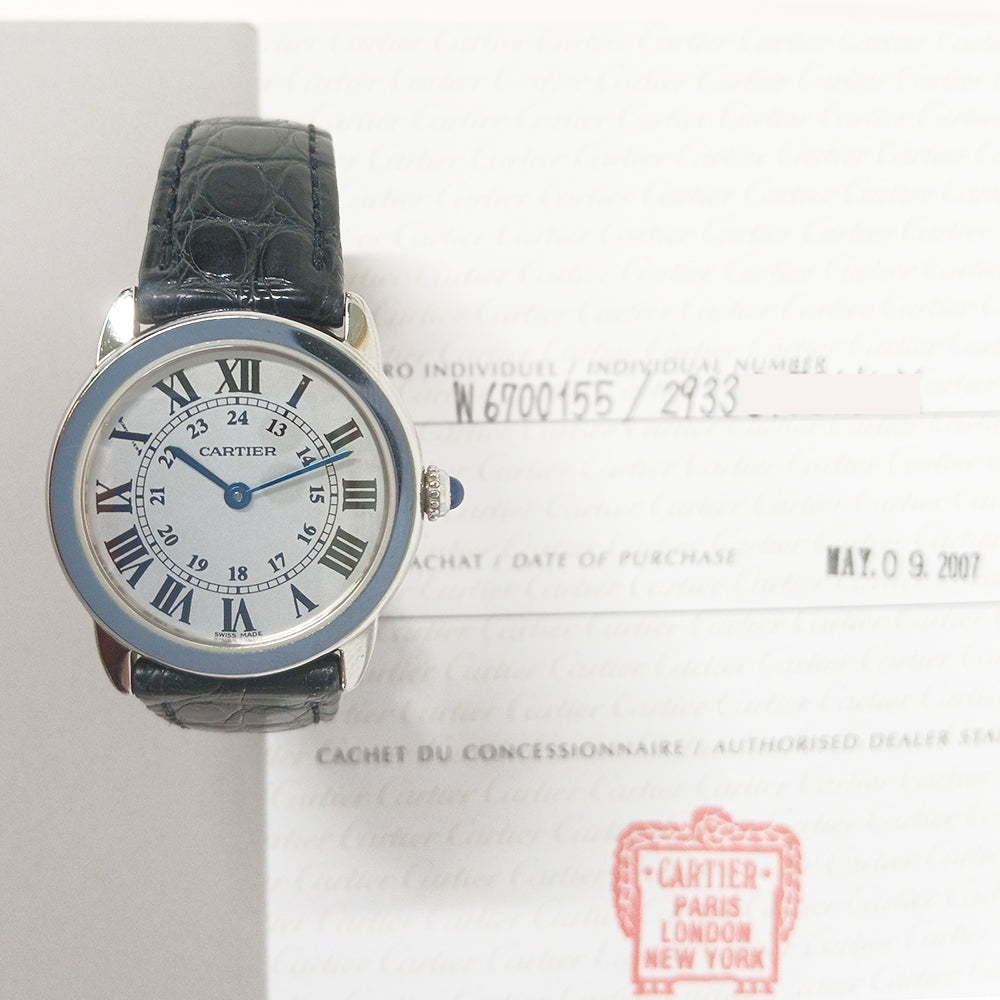 XII
I
II
III
IIII
V
VI
VII
VIII
IX
X
XI
24
13
14
15
16
17
18
19
20
21
22
23
CARTIER
SWISS MADE
RO INDIVIDUEL / INDIVIDUAL NUMBER
W6700155 / 2933
ACHAT / DATE OF PURCHASE
MAY. 09. 2007
CACHET DU CONCESSIONNAIRE / AUTHORISED DEALER STA
CARTIER
PARIS
LONDON
NEW YORK